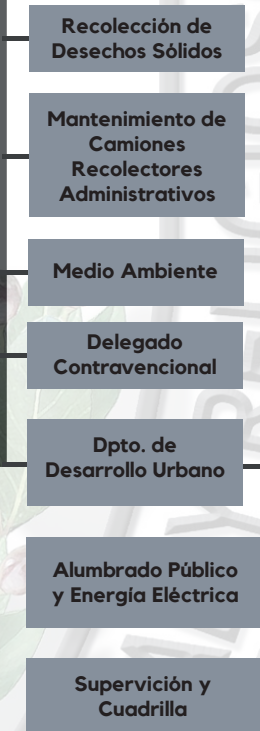 Recolección de
Desechos Sólidos
Mantenimiento de
Camiones
Recolectores
Administrativos
Medio Ambiente
Delegado
Contravencional
Dpto. de
Desarrollo Urbano
Alumbrado Público
y Energía Eléctrica
Supervición y
Cuadrilla